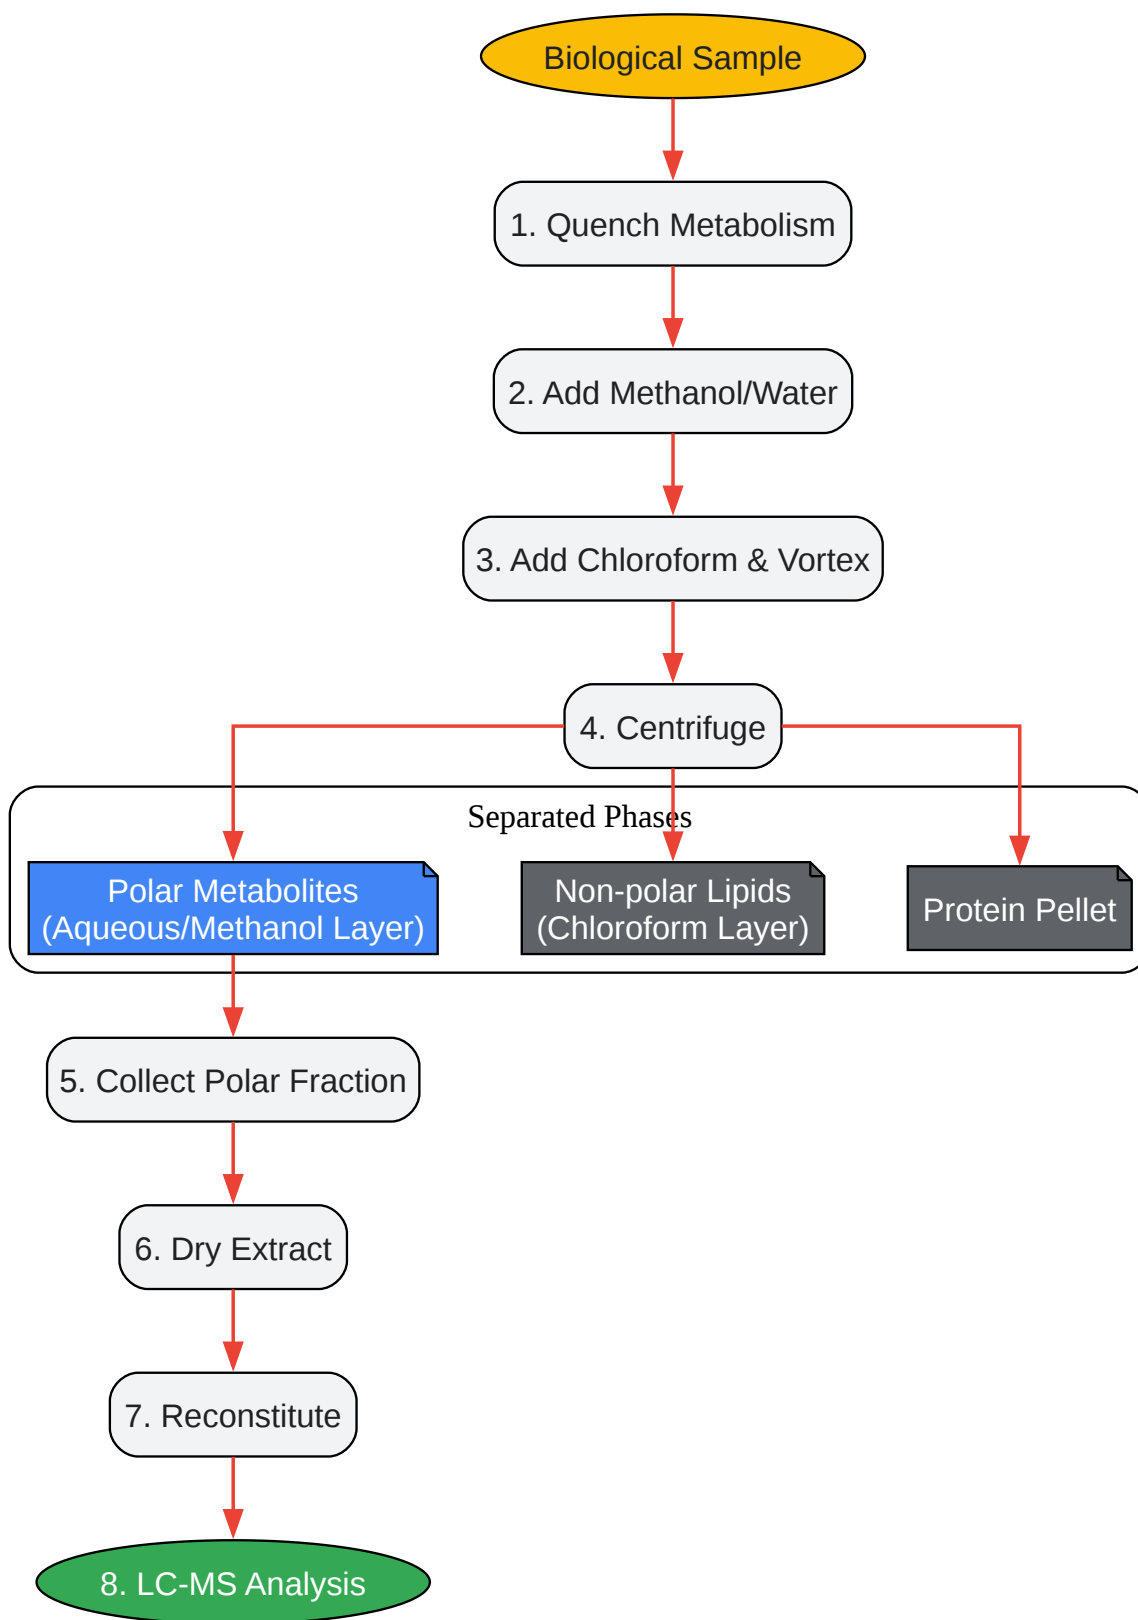 Biological Sample
1. Quench Metabolism
2. Add Methanol/Water
3. Add Chloroform & Vortex
4. Centrifuge
Separated Phases
Polar Metabolites
(Aqueous/Methanol Layer)
Non-polar Lipids
(Chloroform Layer)
Protein Pellet
5. Collect Polar Fraction
6. Dry Extract
7. Reconstitute
8. LC-MS Analysis